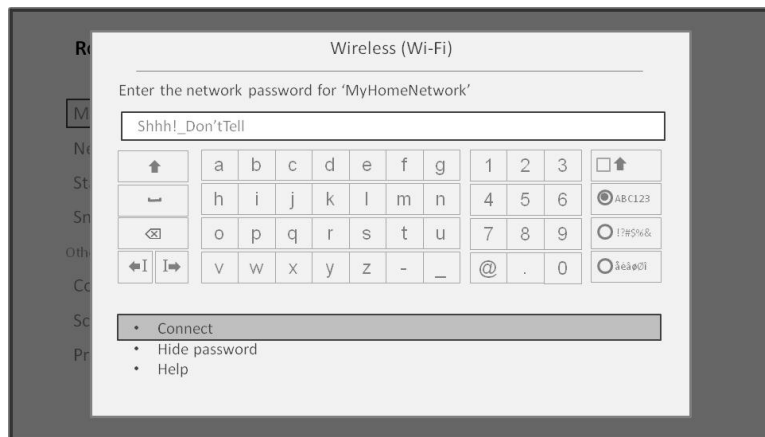 Wireless (Wi-Fi)
Enter the network password for ‘MyHomeNetwork’
Shhh!_Don’tTell
a b c d e f g 1 2 3
h i j k l m n 4 5 6 ABC123
o p q r s t u 7 8 9 !?#$%&
v w x y z - _ @ . 0 åèâøØî
• Connect
• Hide password
• Help